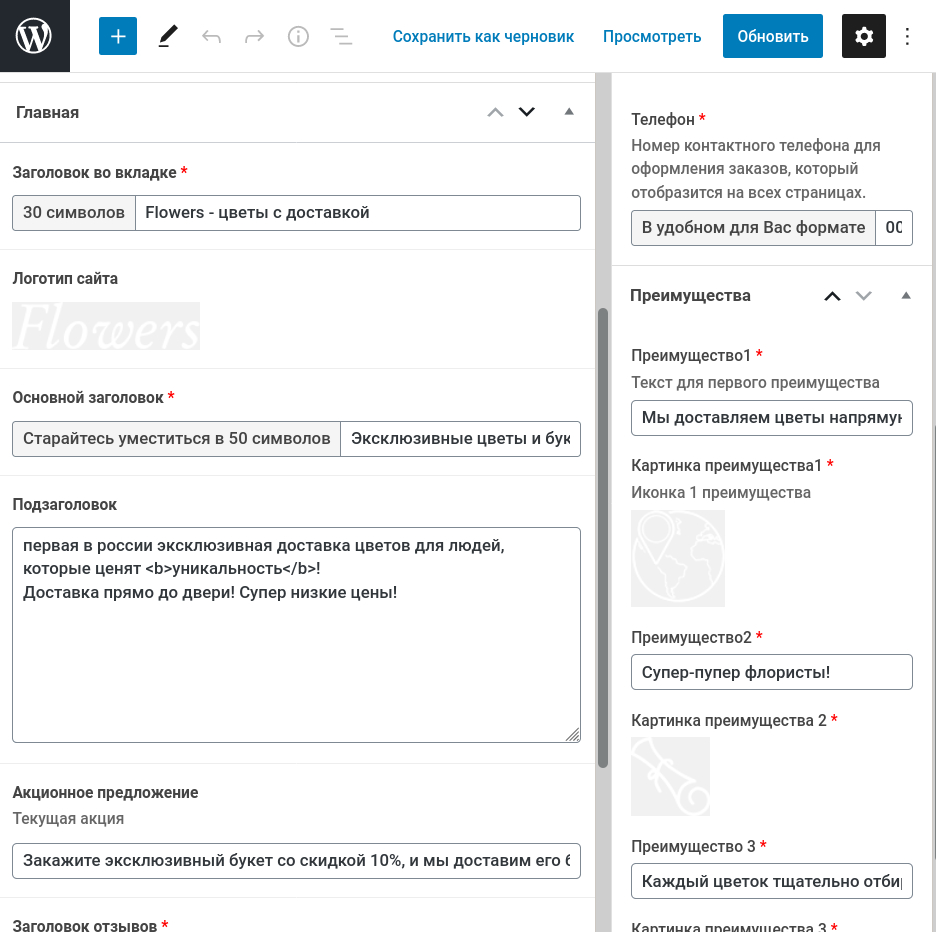 Сохранить как черновик
Просмотреть
Обновить
Главная
Заголовок во вкладке *
30 символов
Flowers - цветы с доставкой
Логотип сайта
Flowers
Основной заголовок *
Старайтесь уместиться в 50 символов
Эксклюзивные цветы и бук
Подзаголовок
первая в россии эксклюзивная доставка цветов для людей,
которые ценят <b>уникальность</b>!
Доставка прямо до двери! Супер низкие цены!
Акционное предложение
Текущая акция
Закажите эксклюзивный букет со скидкой 10%, и мы доставим его
Заголовок отзывов *
Телефон *
Номер контактного телефона для
оформления заказов, который
отобразится на всех страницах.
В удобном для Вас формате
00
Преимущества
Преимущество1 *
Текст для первого преимущества
Мы доставляем цветы напрямую
Картинка преимущества1 *
Иконка 1 преимущества
Преимущество2 *
Супер-пупер флористы!
Картинка преимущества 2 *
Преимущество 3 *
Каждый цветок тщательно отби
Картинка преимущества 3 *